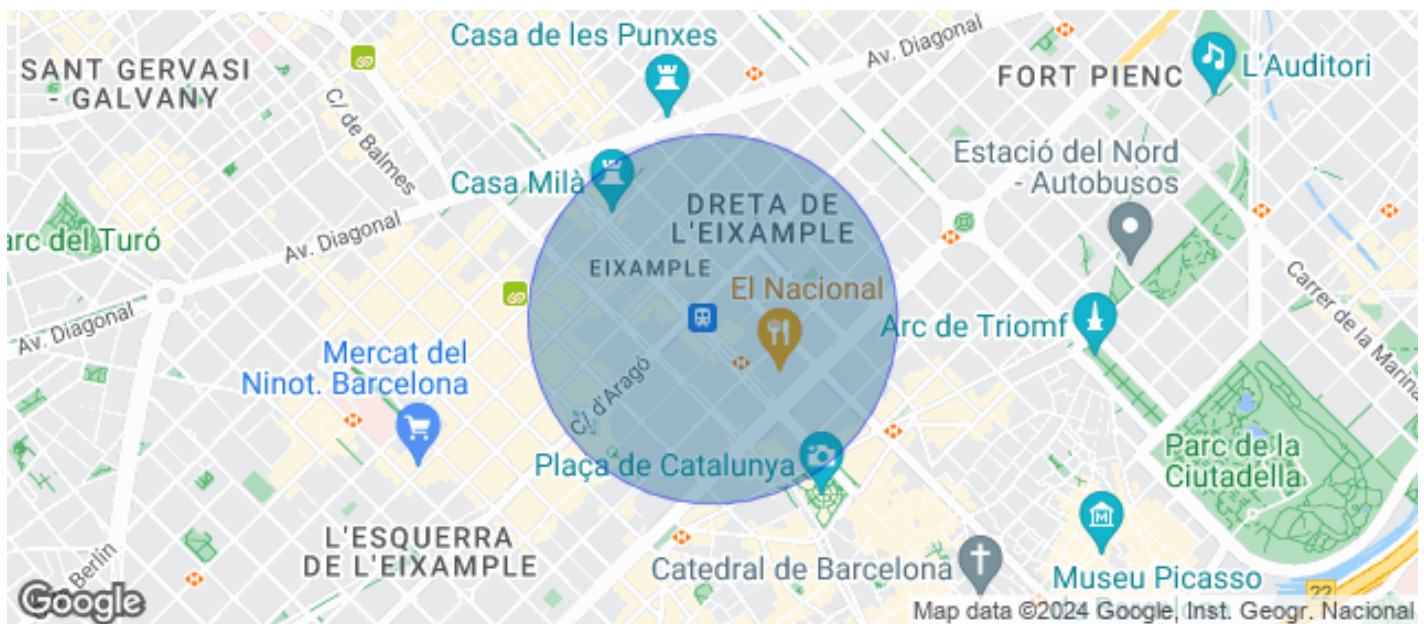 Casa de les Punxes
Av. Diagonal
SANT GERVASI
- GALVANY
FORT PIENC
L'Auditori
C/ de Balmes
Estació del Nord
- Autobusos
Casa Milà
DRETA DE
L'EIXAMPLE
Av. Diagonal
arc del Turó
EIXAMPLE
El Nacional
Arc de Triomf
Carrer de la Marina
Av. Diagonal
Mercat del
Ninot. Barcelona
C/ d'Aragó
Plaça de Catalunya
Parc de la
Ciutadella
L'ESQUERRA
DE L'EIXAMPLE
Berlin
Catedral de Barcelona
Museu Picasso
22
Google
Map data ©2024 Google, Inst. Geogr. Nacional